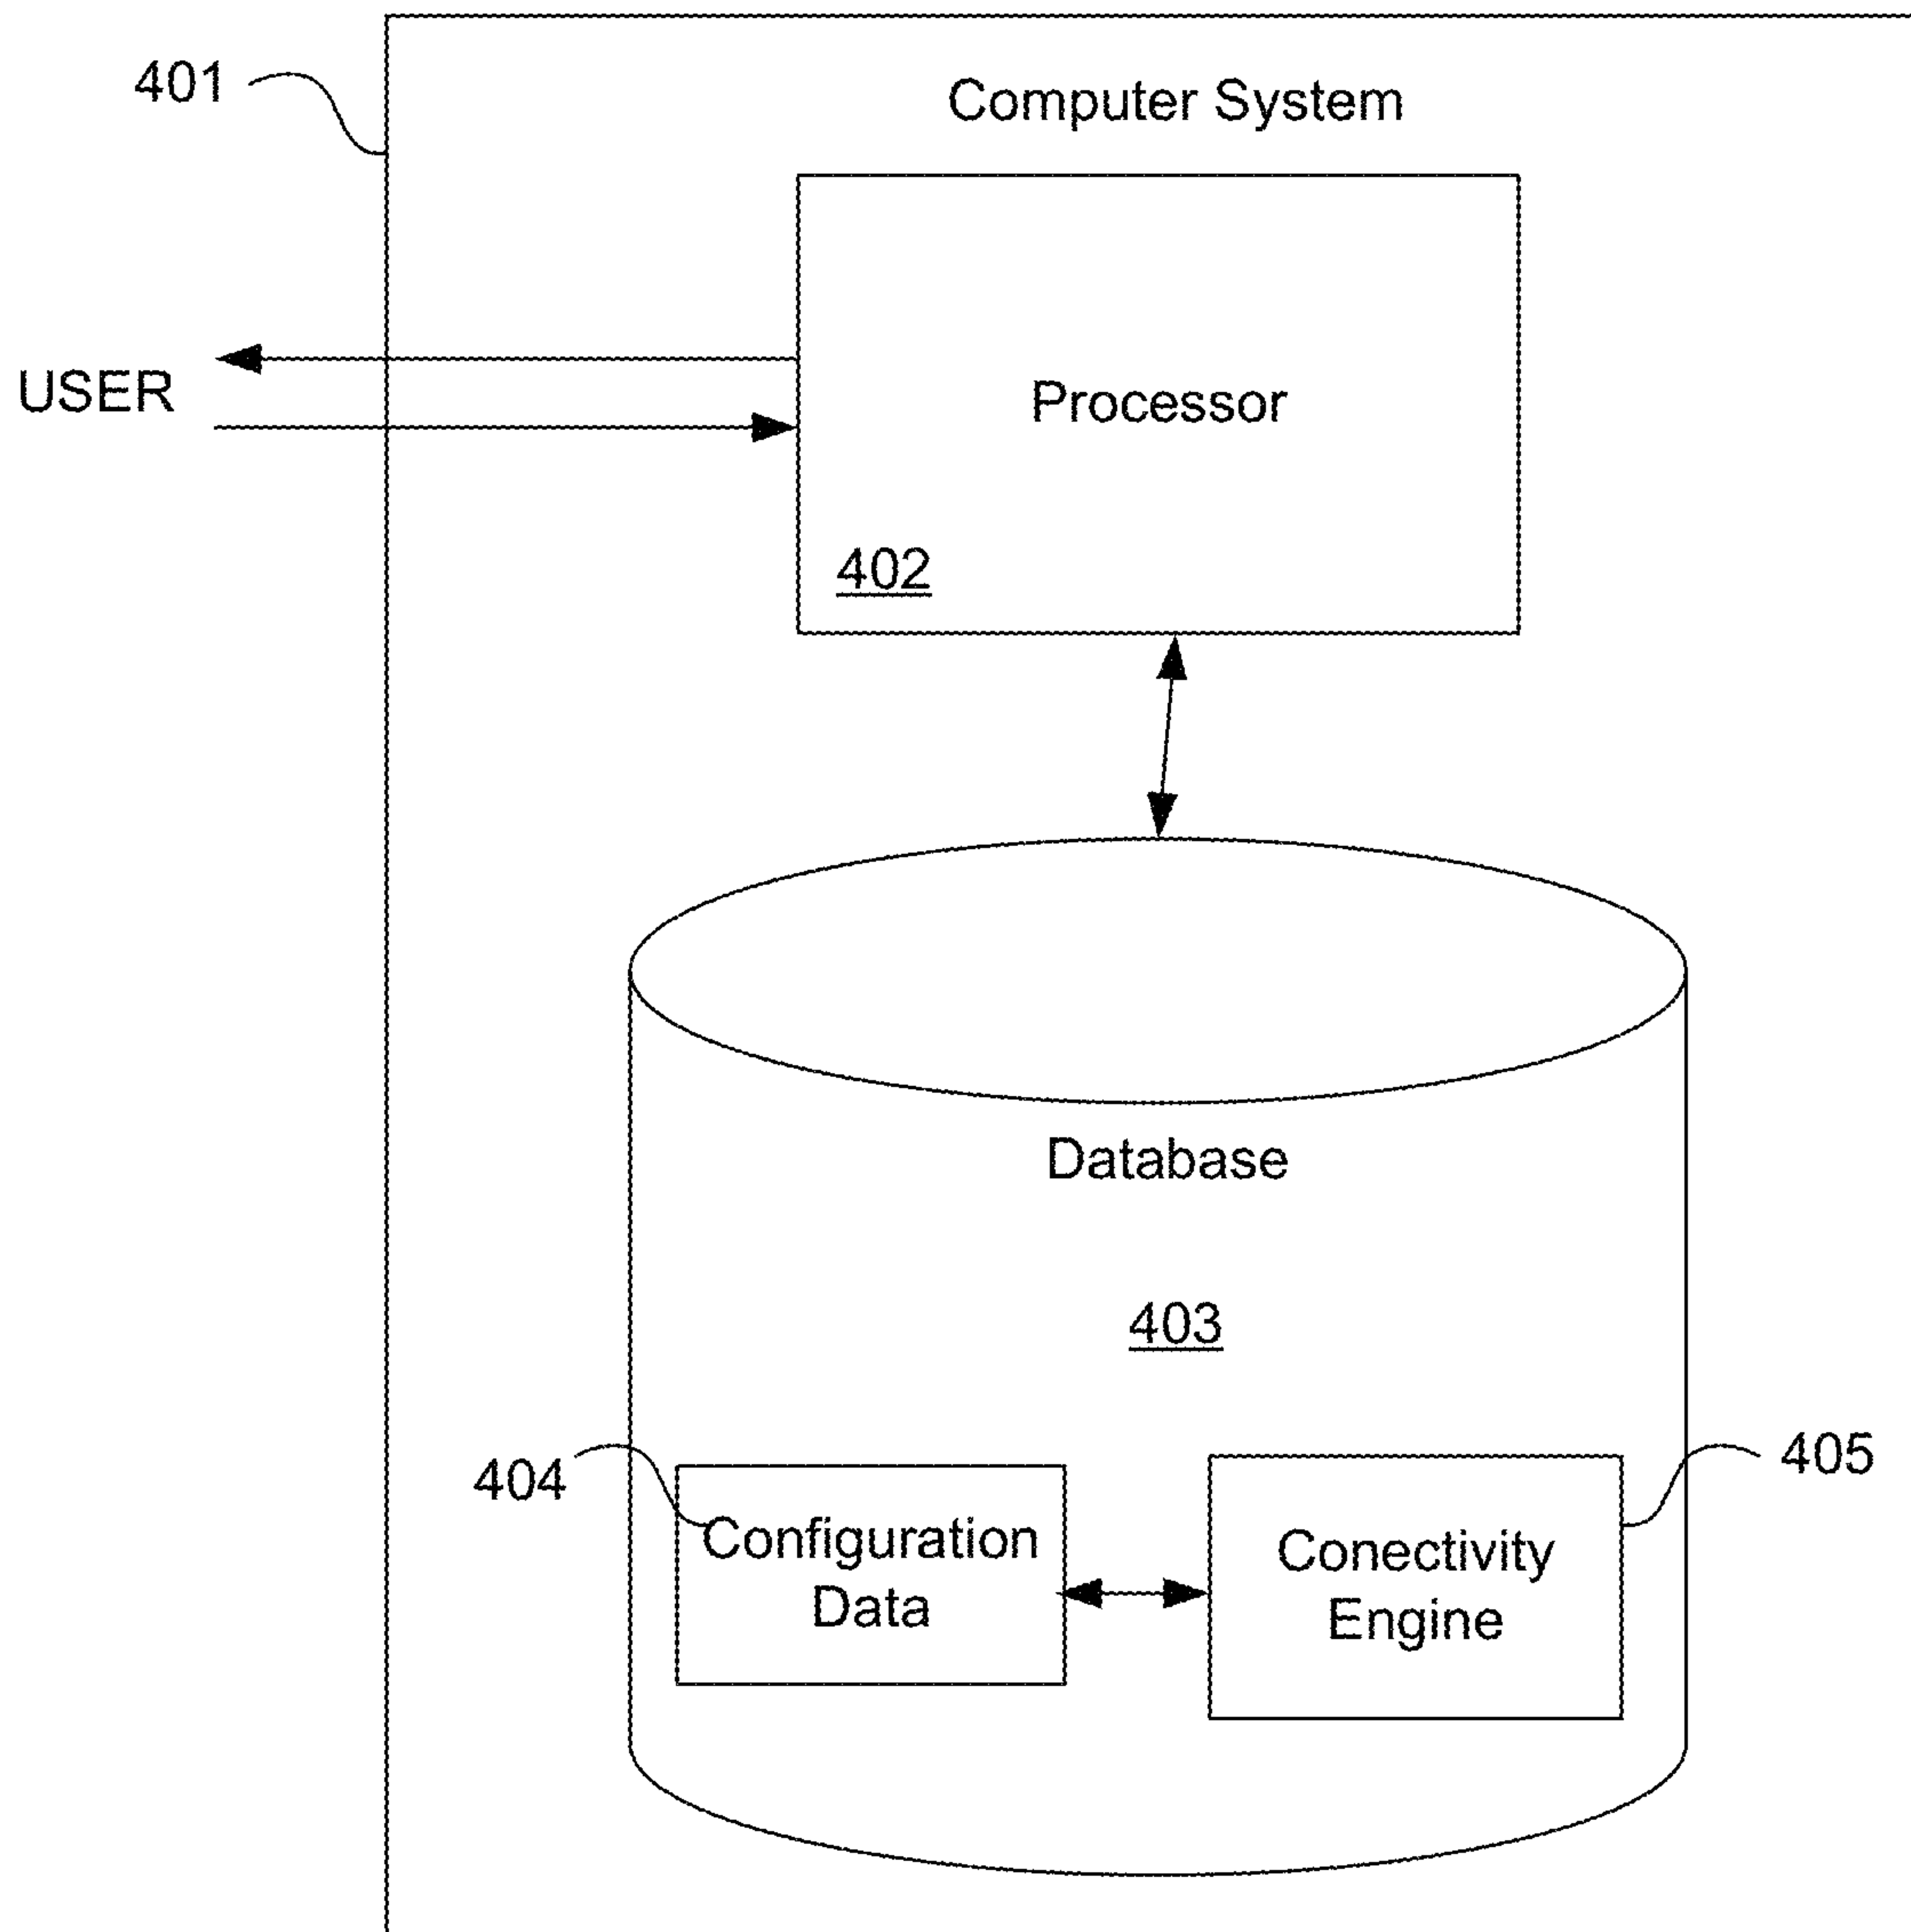 401
Computer System
USER
Processor
402
Database
403
404
405
Configuration
Data
Conectivity
Engine